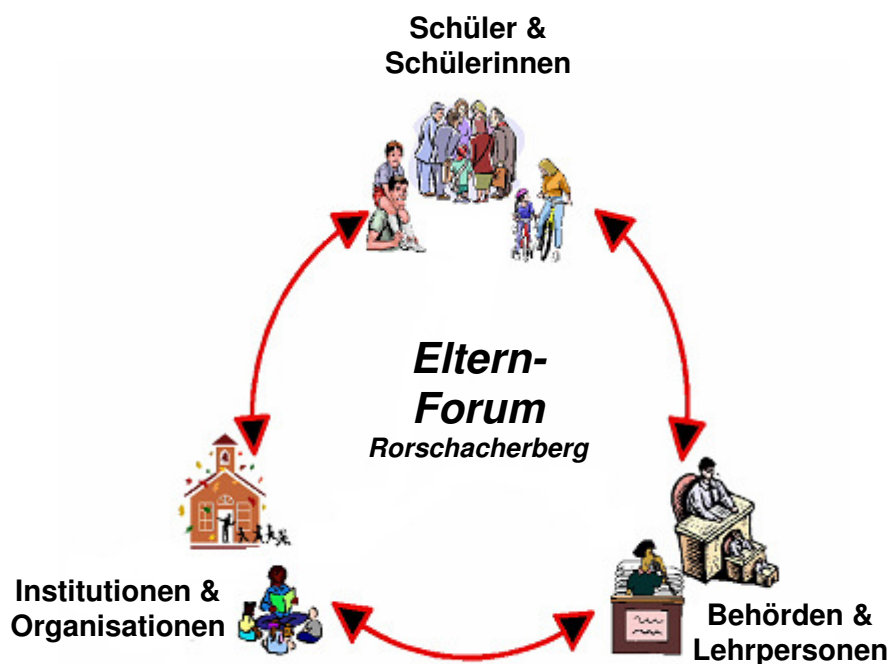 Schüler &
Schülerinnen
Eltern-
Forum
Rorschacherberg
Institutionen &
Organisationen
Behörden &
Lehrpersonen